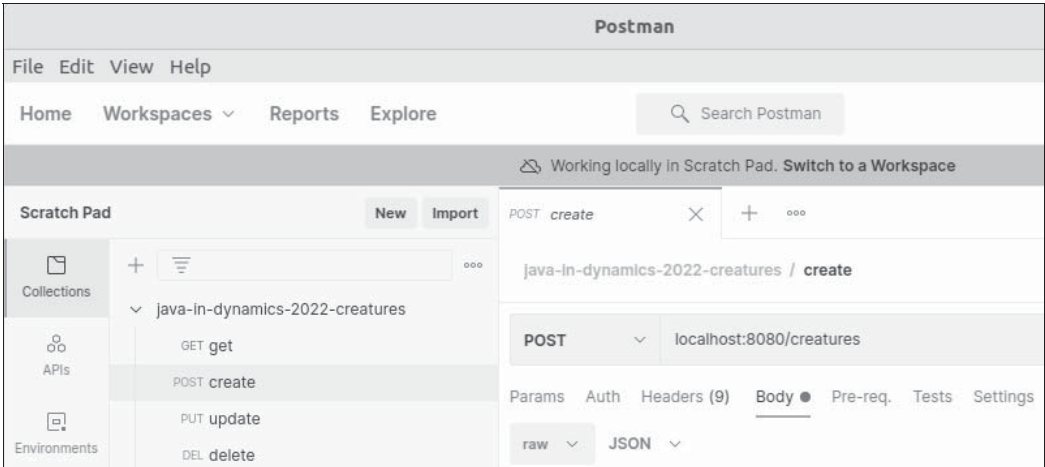 Postman
File Edit View Help
Home Workspaces Reports Explore Search Postman
Working locally in Scratch Pad. Switch to a Workspace
Scratch Pad New Import
POST create
Collections
java-in-dynamics-2022-creatures / create
java-in-dynamics-2022-creatures
POST localhost:8080/creatures
GET get
APIs
POST create
Params Auth Headers (9) Body Pre-req. Tests Settings
PUT update
Environments
raw JSON
DEL delete